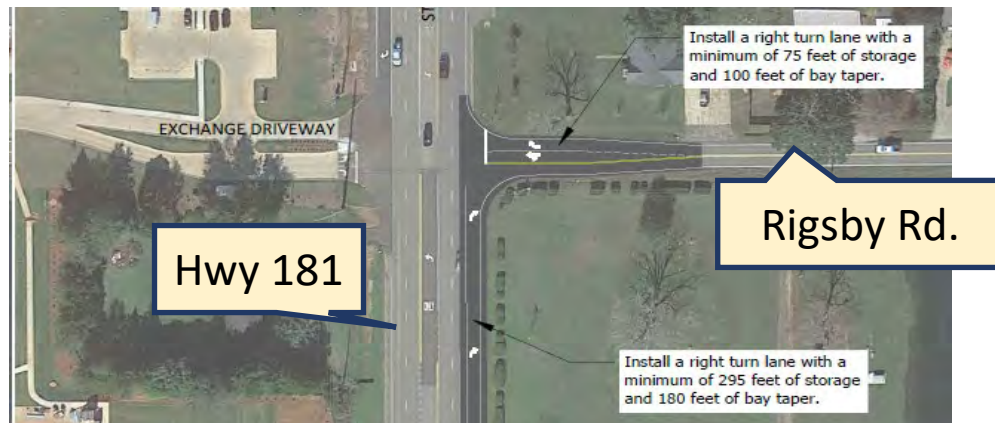 ST
Install a right turn lane with a
minimum of 75 feet of storage
and 100 feet of bay taper.
EXCHANGE DRIVEWAY
Rigsby Rd.
Hwy 181
Install a right turn lane with a
minimum of 295 feet of storage
and 180 feet of bay taper.